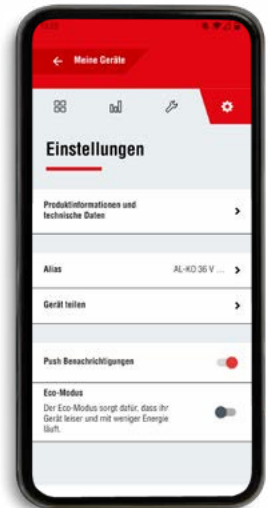 Meine Geräte
Einstellungen
Produktinformationen und
technische Daten
Alias AL-KO 36 V ...
Gerät teilen
Push Benachrichtigungen
Eco-Modus
Der Eco-Modus sorgt dafür, dass ihr
Gerät leiser und mit weniger Energie
läuft.